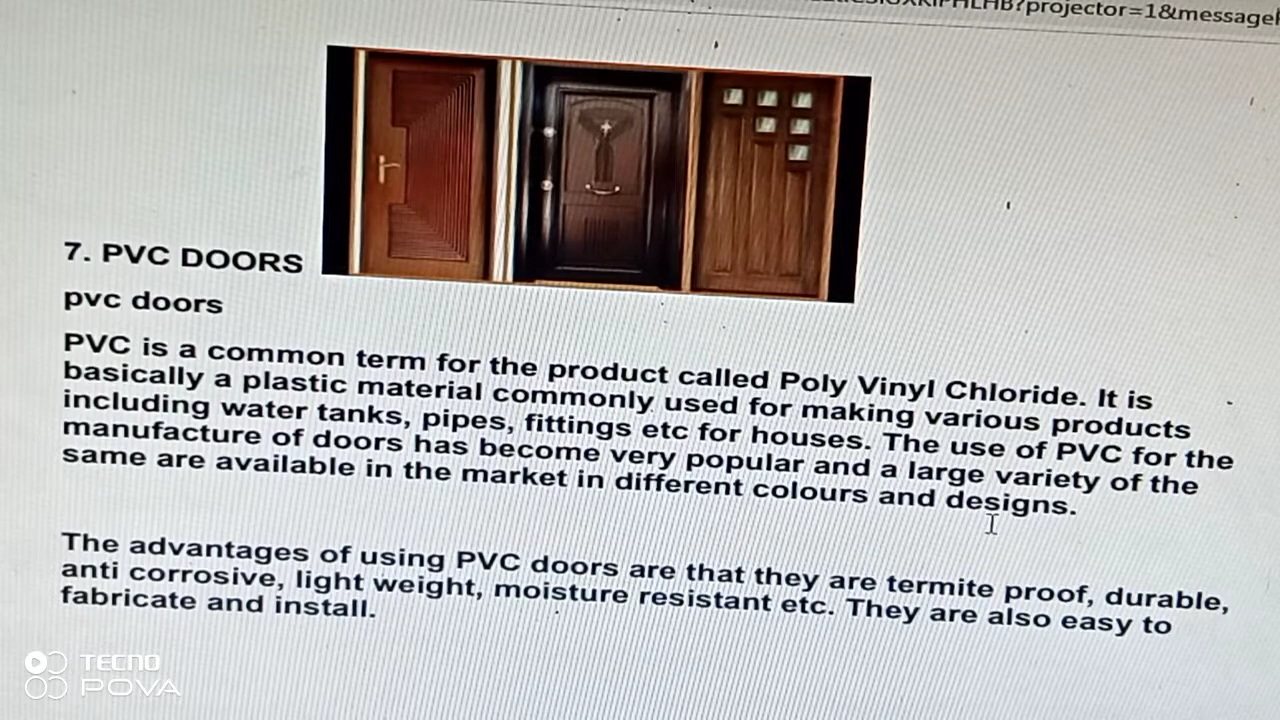 ?projector=1&message
7. PVC DOORS
pvc doors
PVC is a common term for the product called Poly Vinyl Chloride. It is
basically a plastic material commonly used for making various products
including water tanks, pipes, fittings etc for houses. The use of PVC for the
manufacture of doors has become very popular and a large variety of the
same are available in the market in different colours and designs.
The advantages of using PVC doors are that they are termite proof, durable,
anti corrosive, light weight, moisture resistant etc. They are also easy to
fabricate and install.
TECNO
POVA